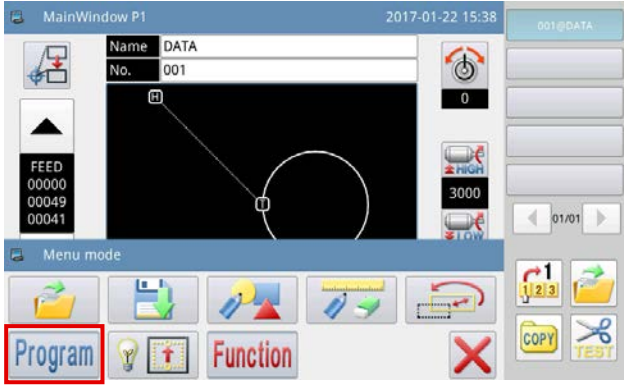 MainWindow P1 2017-01-22 15:38
001@DATA
Name DATA
No. 001
0
H
HIGH
FEED
00000
00049
00041
T
3000
LOW
01/01
Menu mode
1
1 2 3
Program
Function
COPY
TEST